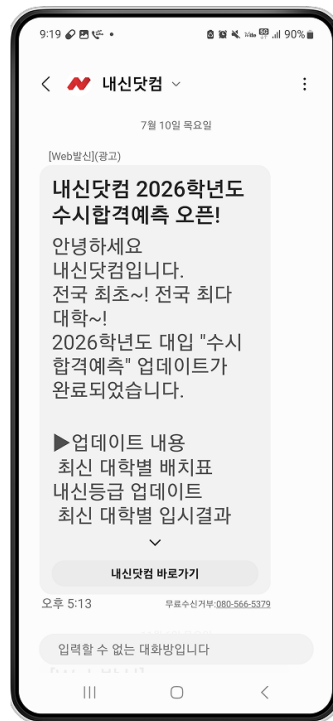 9:19 90%
내신닷컴
7월 10일 목요일
[Web발신](광고)
내신닷컴 2026학년도
수시합격예측 오픈!
안녕하세요
내신닷컴입니다.
전국 최초~! 전국 최다
대학~!
2026학년도 대입 "수시
합격예측" 업데이트가
완료되었습니다.
▶업데이트 내용
최신 대학별 배치표
내신등급 업데이트
최신 대학별 입시결과
내신닷컴 바로가기
오후 5:13 무료수신거부:080-566-5379
입력할 수 없는 대화방입니다